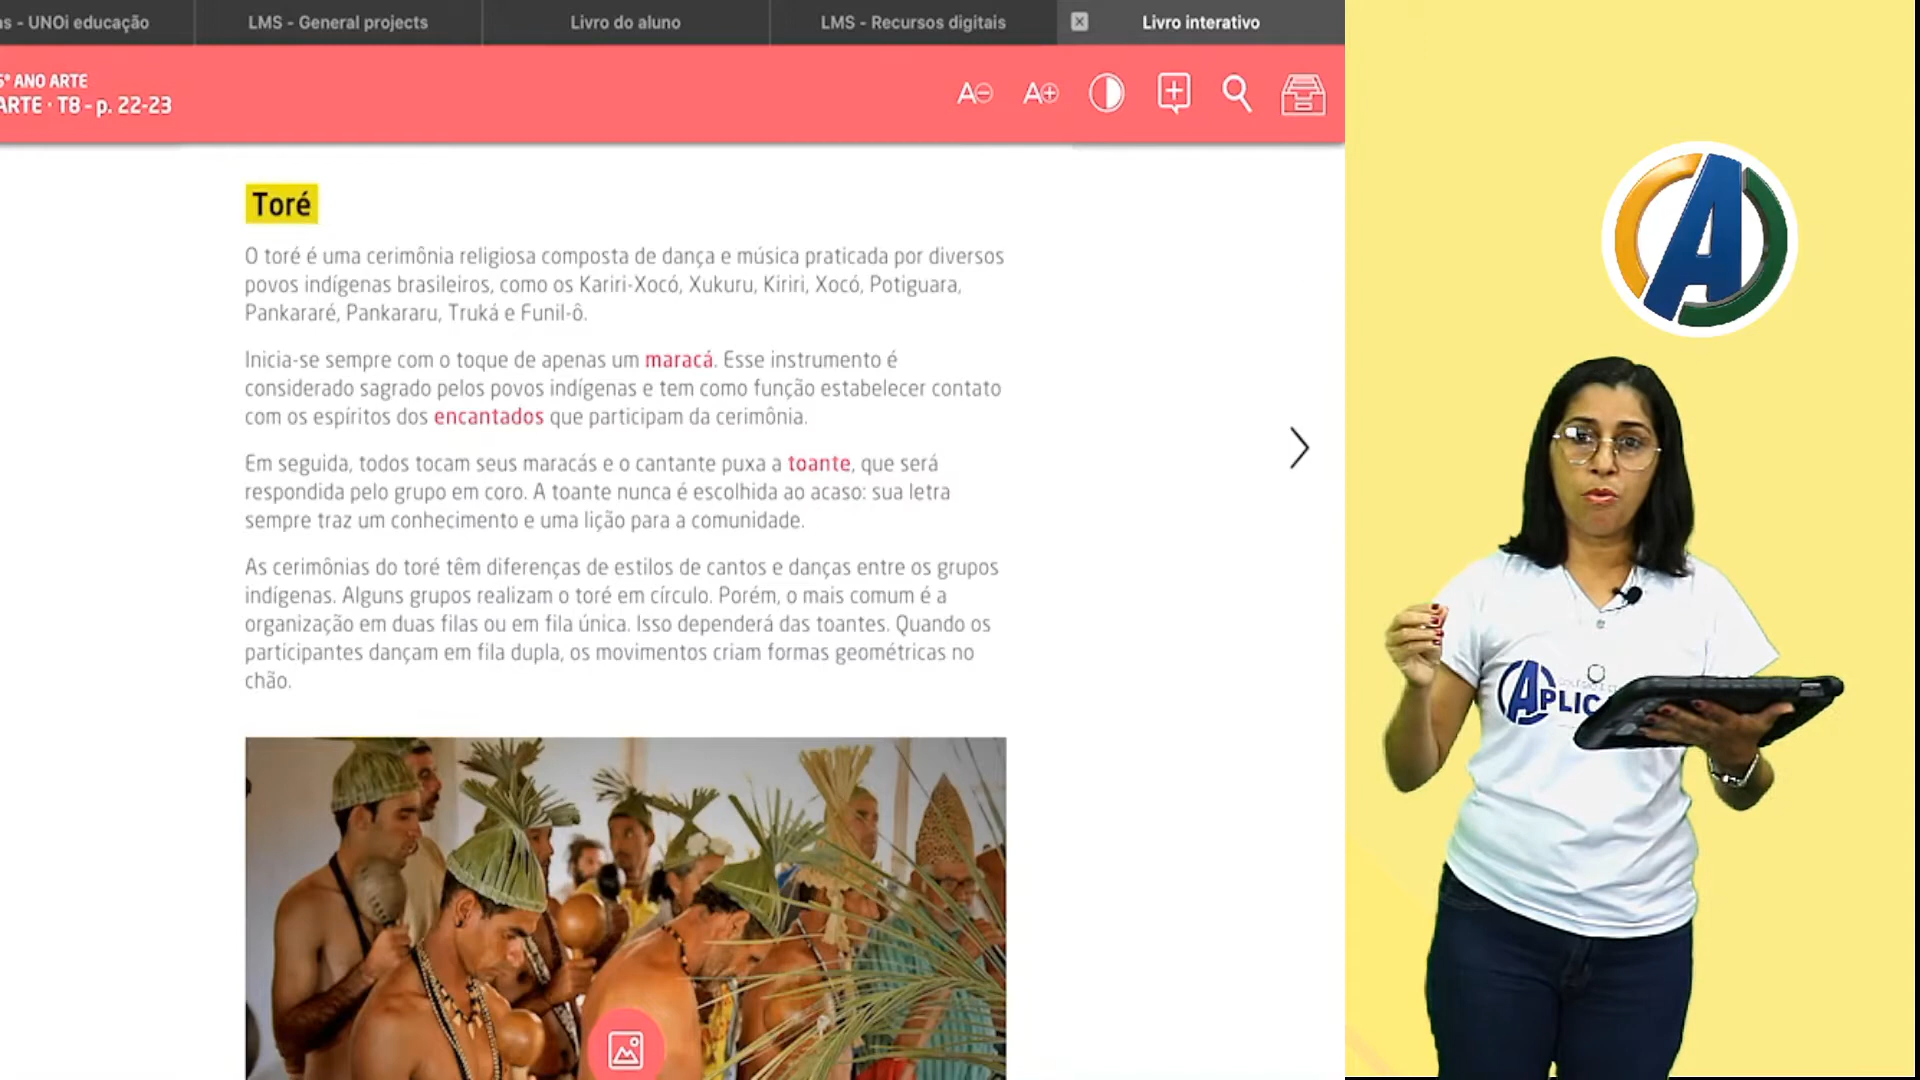 as - UNOi educação
LMS - General projects
Livro do aluno
LMS - Recursos digitais
Livro interativo
5º ANO ARTE
ARTE · T8 - p. 22-23
A
A
Toré
O toré é uma cerimônia religiosa composta de dança e música praticada por diversos
povos indígenas brasileiros, como os Kariri-Xocó, Xukuru, Kiriri, Xocó, Potiguara,
Pankararé, Pankararu, Truká e Funil-ô.
Inicia-se sempre com o toque de apenas um maracá. Esse instrumento é
considerado sagrado pelos povos indígenas e tem como função estabelecer contato
com os espíritos dos encantados que participam da cerimônia.
Em seguida, todos tocam seus maracás e o cantante puxa a toante, que será
respondida pelo grupo em coro. A toante nunca é escolhida ao acaso: sua letra
sempre traz um conhecimento e uma lição para a comunidade.
As cerimônias do toré têm diferenças de estilos de cantos e danças entre os grupos
indígenas. Alguns grupos realizam o toré em círculo. Porém, o mais comum é a
organização em duas filas ou em fila única. Isso dependerá das toantes. Quando os
participantes dançam em fila dupla, os movimentos criam formas geométricas no
chão.
A
APLIC